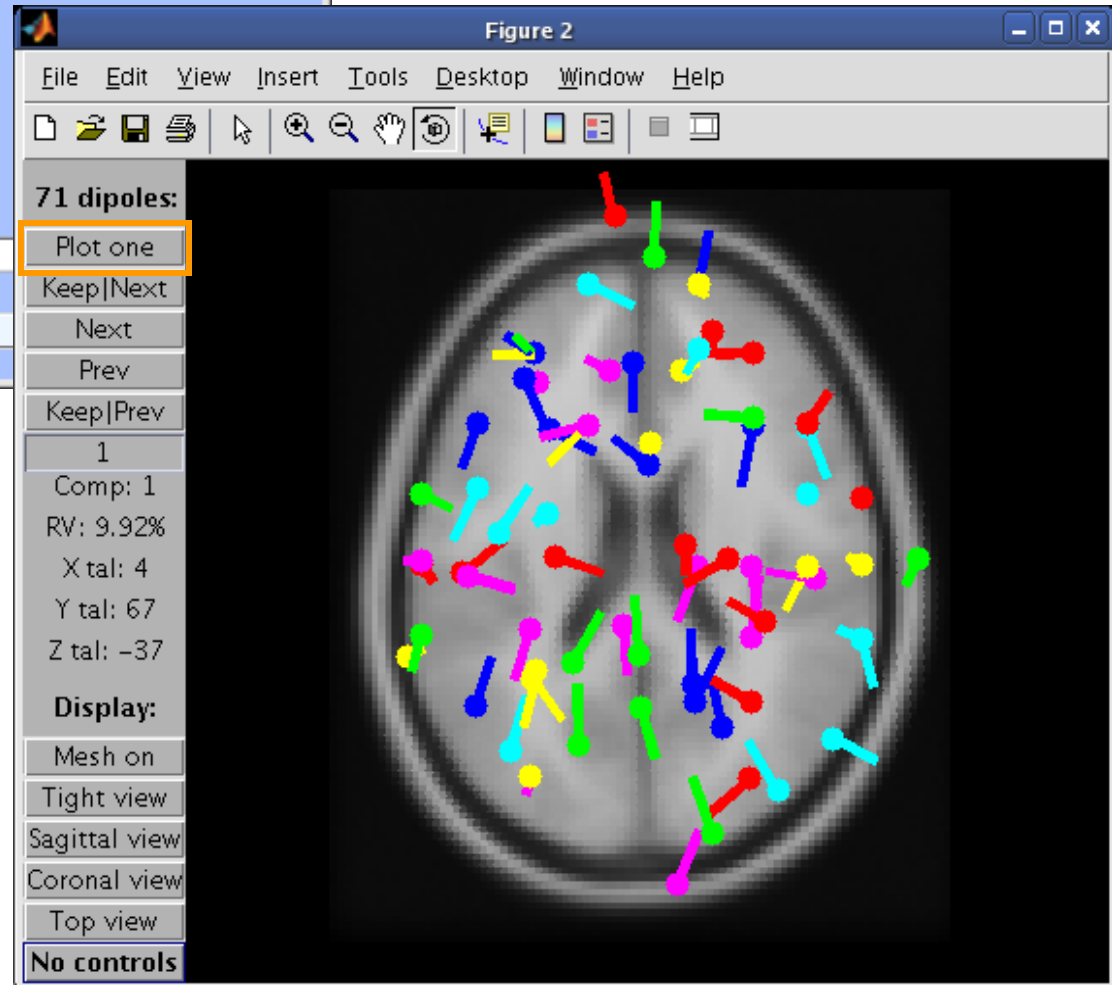 Figure 2
File Edit View Insert Tools Desktop Window Help
71 dipoles:
Plot one
Keep|Next
Next
Prev
Keep|Prev
1
Comp: 1
RV: 9.92%
X tal: 4
Y tal: 67
Z tal: −37
Display:
Mesh on
Tight view
Sagittal view
Coronal view
Top view
No controls